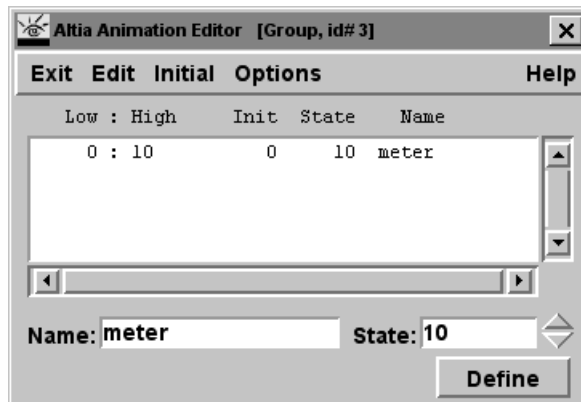 Altia Animation Editor [Group, id# 3]
Exit Edit Initial Options Help
Low : High Init State Name
0 : 10 0 10 meter
Name: meter State: 10
Define